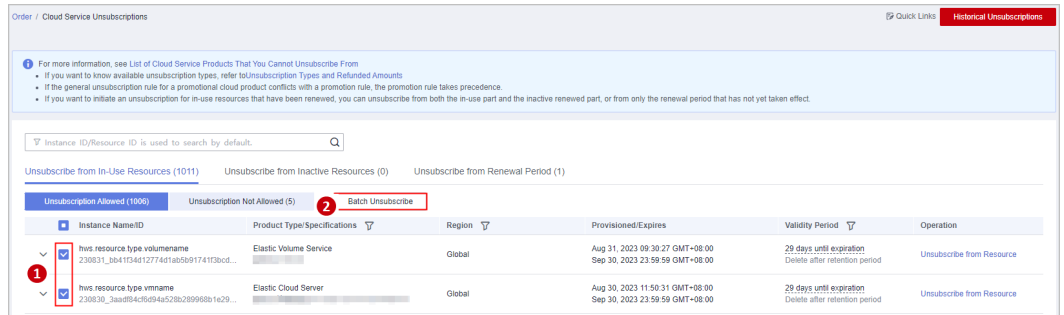 Order / Cloud Service Unsubscriptions Quick Links Historical Unsubscriptions
For more information, see List of Cloud Service Products That You Cannot Unsubscribe From
• If you want to know available unsubscription types, refer toUnsubscription Types and Refunded Amounts
• If the general unsubscription rule for a promotional cloud product conflicts with a promotion rule, the promotion rule takes precedence.
• If you want to initiate an unsubscription for in-use resources that have been renewed, you can unsubscribe from both the in-use part and the inactive renewed part, or from only the renewal period that has not yet taken effect.
Instance ID/Resource ID is used to search by default.
Unsubscribe from In-Use Resources (1011) Unsubscribe from Inactive Resources (0) Unsubscribe from Renewal Period (1)
Unsubscription Allowed (1006) Unsubscription Not Allowed (5) 2 Batch Unsubscribe
Instance Name/ID Product Type/Specifications Region Provisioned/Expires Validity Period Operation
hws.resource.type.volumename Elastic Volume Service Global Aug 31, 2023 09:30:27 GMT+08:00 29 days until expiration Unsubscribe from Resource
230831_bb41f34d12774d1ab5b91741f3bcd... Sep 30, 2023 23:59:59 GMT+08:00 Delete after retention period
1
hws.resource.type.vmname Elastic Cloud Server Global Aug 30, 2023 11:50:31 GMT+08:00 29 days until expiration Unsubscribe from Resource
230830_3aadf84cf6d94a528b289968b1e29... Sep 30, 2023 23:59:59 GMT+08:00 Delete after retention period